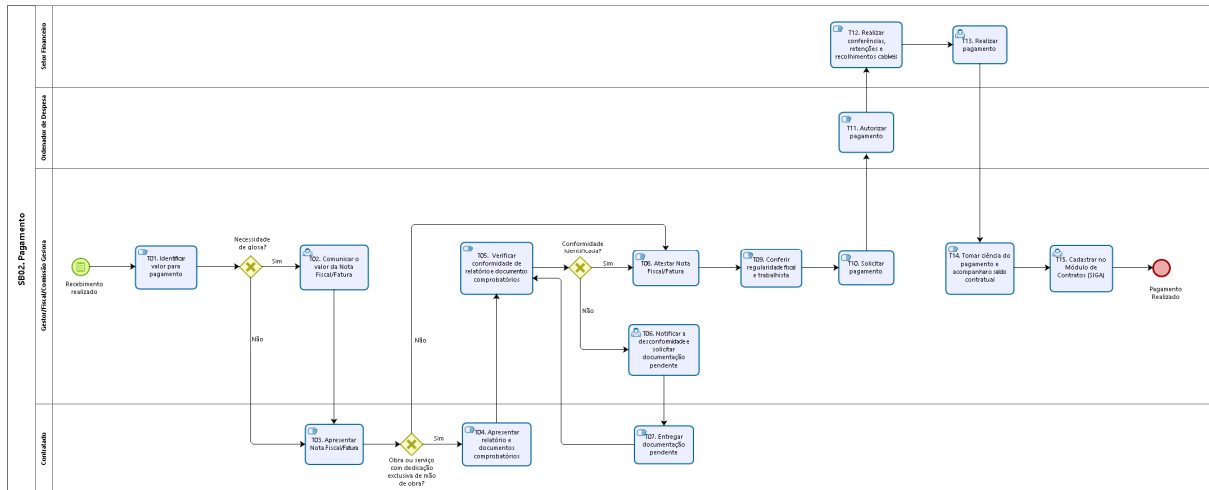 SB02. Pagamento
Setor Financeiro
T12. Realizar
conferências,
retenções e
recolhimentos cabíveis
T13. Realizar
pagamento
Ordenador de Despesa
T11. Autorizar
pagamento
Gestor/Fiscal/Comissão Gestora
Recebimento
realizado
T01. Identificar
valor para
pagamento
Necessidade
de glosa?
Sim
Não
T02. Comunicar o
valor da Nota
Fiscal/Fatura
Não
T05. Verificar
conformidade de
relatório e documentos
comprobatórios
Conformidade
identificada?
Sim
Não
T06. Notificar a
desconformidade e
solicitar
documentação
pendente
T08. Atestar Nota
Fiscal/Fatura
T09. Conferir
regularidade fiscal
e trabalhista
T10. Solicitar
pagamento
T14. Tomar ciência do
pagamento e
acompanhar o saldo
contratual
T15. Cadastrar no
Módulo de
Contratos (SIGA)
Pagamento
Realizado
Contratado
T03. Apresentar
Nota Fiscal/Fatura
Obra ou serviço
com dedicação
exclusiva de mão
de obra?
Sim
T04. Apresentar
relatório e
documentos
comprobatórios
T07. Entregar
documentação
pendente